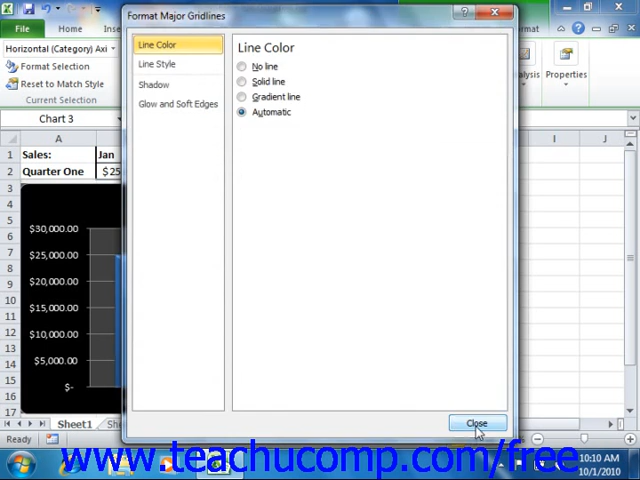 Format Major Gridlines
File
Home
Format
Horizontal (Category) Axi
Format Selection
Reset to Match Style
Current Selection
Properties
Line Color
Line Style
Shadow
Glow and Soft Edges
Line Color
No line
Solid line
Gradient line
Automatic
Close
Chart 3
A
I
J
1
Sales:
Jan
2
Quarter One
$25
3
4
5
6
7
8
9
10
11
12
13
14
15
16
17
$30,000.00
$25,000.00
$20,000.00
$15,000.00
$10,000.00
$5,000.00
$-
Sheet1
Ready
www.teachucomp.com/free
10:10 AM
10/1/2010